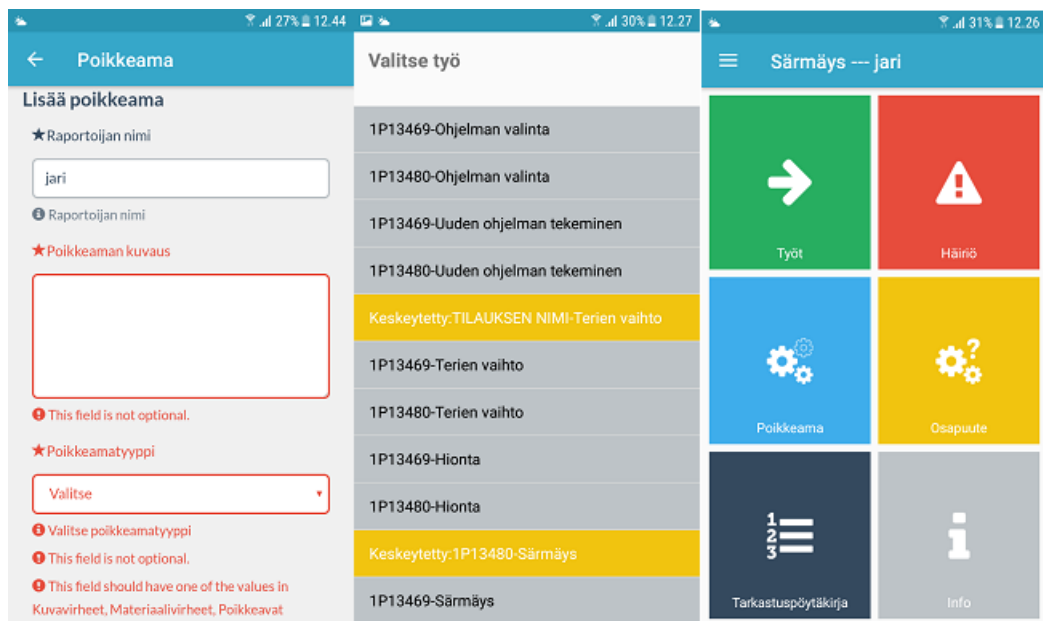 27% 12.44
Poikkeama
Lisää poikkeama
★Raportoijan nimi
jari
Raportoijan nimi
★Poikkeaman kuvaus
This field is not optional.
★Poikkeamatyyppi
Valitse
Valitse poikkeamatyyppi
This field is not optional.
This field should have one of the values in
Kuvavirheet, Materiaalivirheet, Poikkeavat
30% 12.27
Valitse työ
1P13469-Ohjelman valinta
1P13480-Ohjelman valinta
1P13469-Uuden ohjelman tekeminen
1P13480-Uuden ohjelman tekeminen
Keskeytetty:TILAUKSEN NIMI-Terien vaihto
1P13469-Terien vaihto
1P13480-Terien vaihto
1P13469-Hionta
1P13480-Hionta
Keskeytetty:1P13480-Särmäys
1P13469-Särmäys
31% 12.26
Särmäys --- jari
Työt
Häiriö
Poikkeama
Osapuute
Tarkastuspöytäkirja
Info